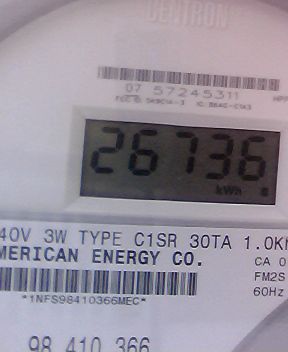 CENTRON
07 57245311
26736
kWh
40V 3W TYPE C1SR 30TA 1.0K
MERICAN ENERGY CO.
CA 0
FM2S
60Hz
*1NFS98410366MEC*
98 410 366